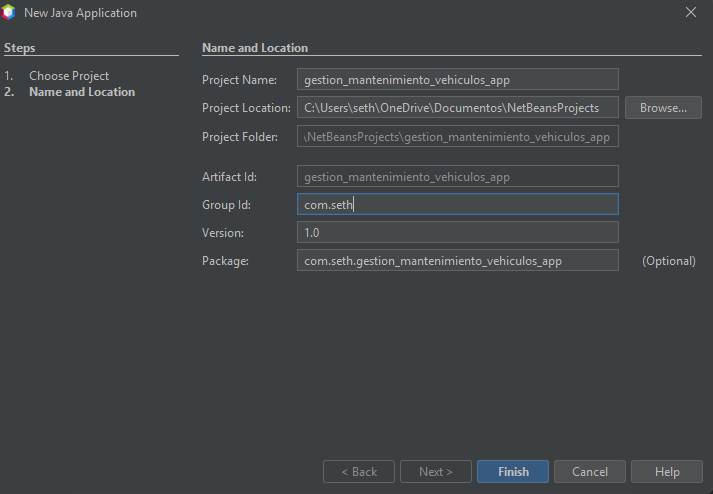 New Java Application
Steps
1. Choose Project
2. Name and Location
Name and Location
Project Name: gestion_mantenimiento_vehiculos_app
Project Location: C:\Users\seth\OneDrive\Documentos\NetBeansProjects Browse...
Project Folder: \NetBeansProjects\gestion_mantenimiento_vehiculos_app
Artifact Id: gestion_mantenimiento_vehiculos_app
Group Id: com.seth
Version: 1.0
Package: com.seth.gestion_mantenimiento_vehiculos_app (Optional)
< Back Next > Finish Cancel Help